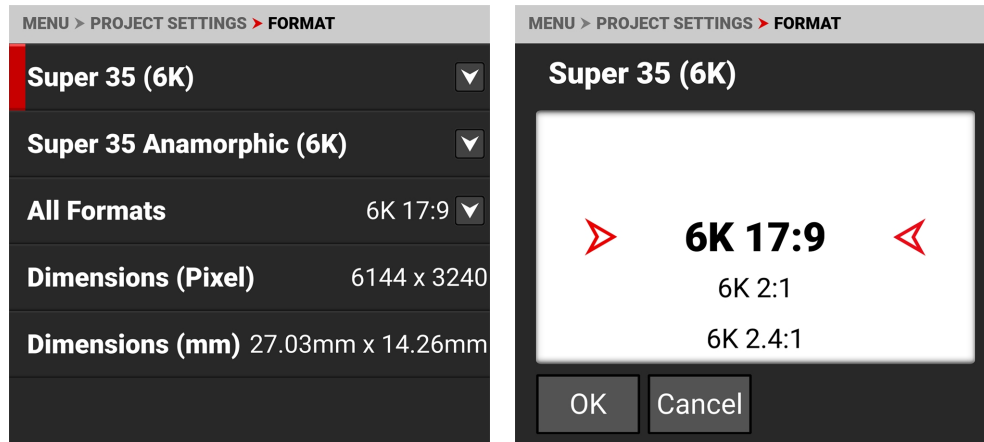 MENU > PROJECT SETTINGS > FORMAT
Super 35 (6K)
Super 35 Anamorphic (6K)
All Formats 6K 17:9
Dimensions (Pixel) 6144 x 3240
Dimensions (mm) 27.03mm x 14.26mm
MENU > PROJECT SETTINGS > FORMAT
Super 35 (6K)
6K 17:9
6K 2:1
6K 2.4:1
OK Cancel